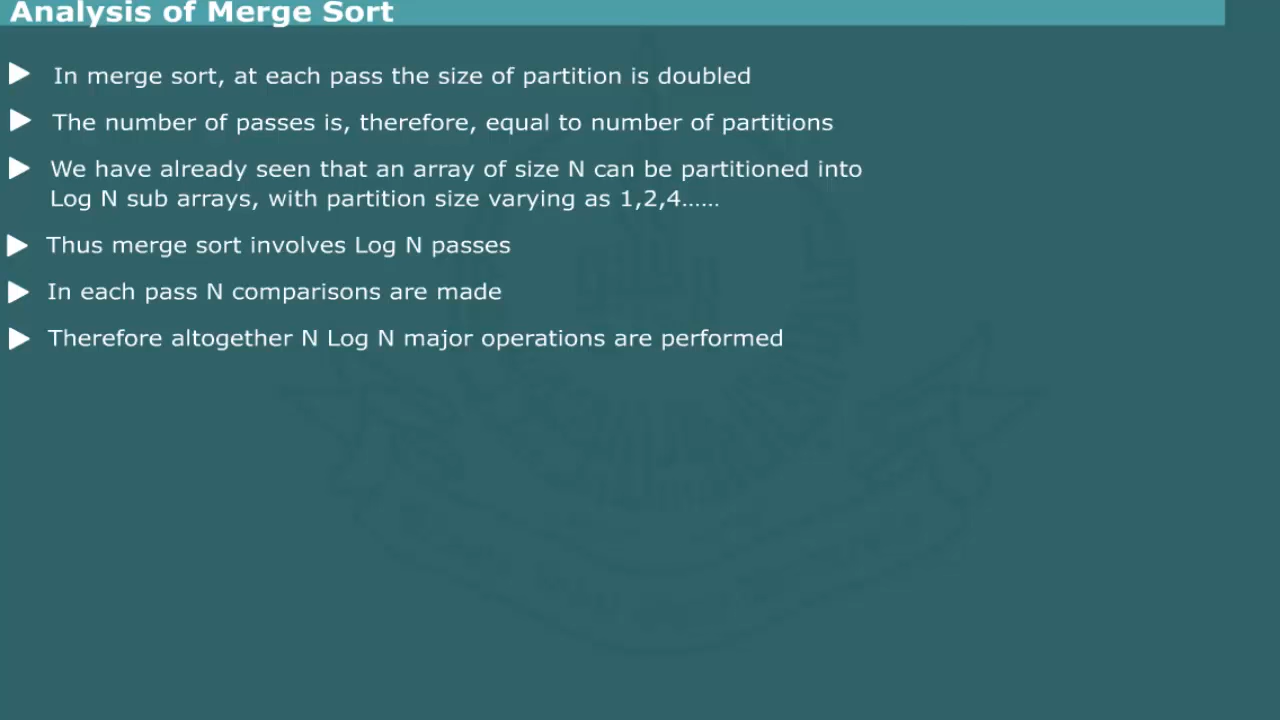 Analysis of Merge Sort
In merge sort, at each pass the size of partition is doubled
The number of passes is, therefore, equal to number of partitions
We have already seen that an array of size N can be partitioned into
Log N sub arrays, with partition size varying as 1,2,4......
Thus merge sort involves Log N passes
In each pass N comparisons are made
Therefore altogether N Log N major operations are performed